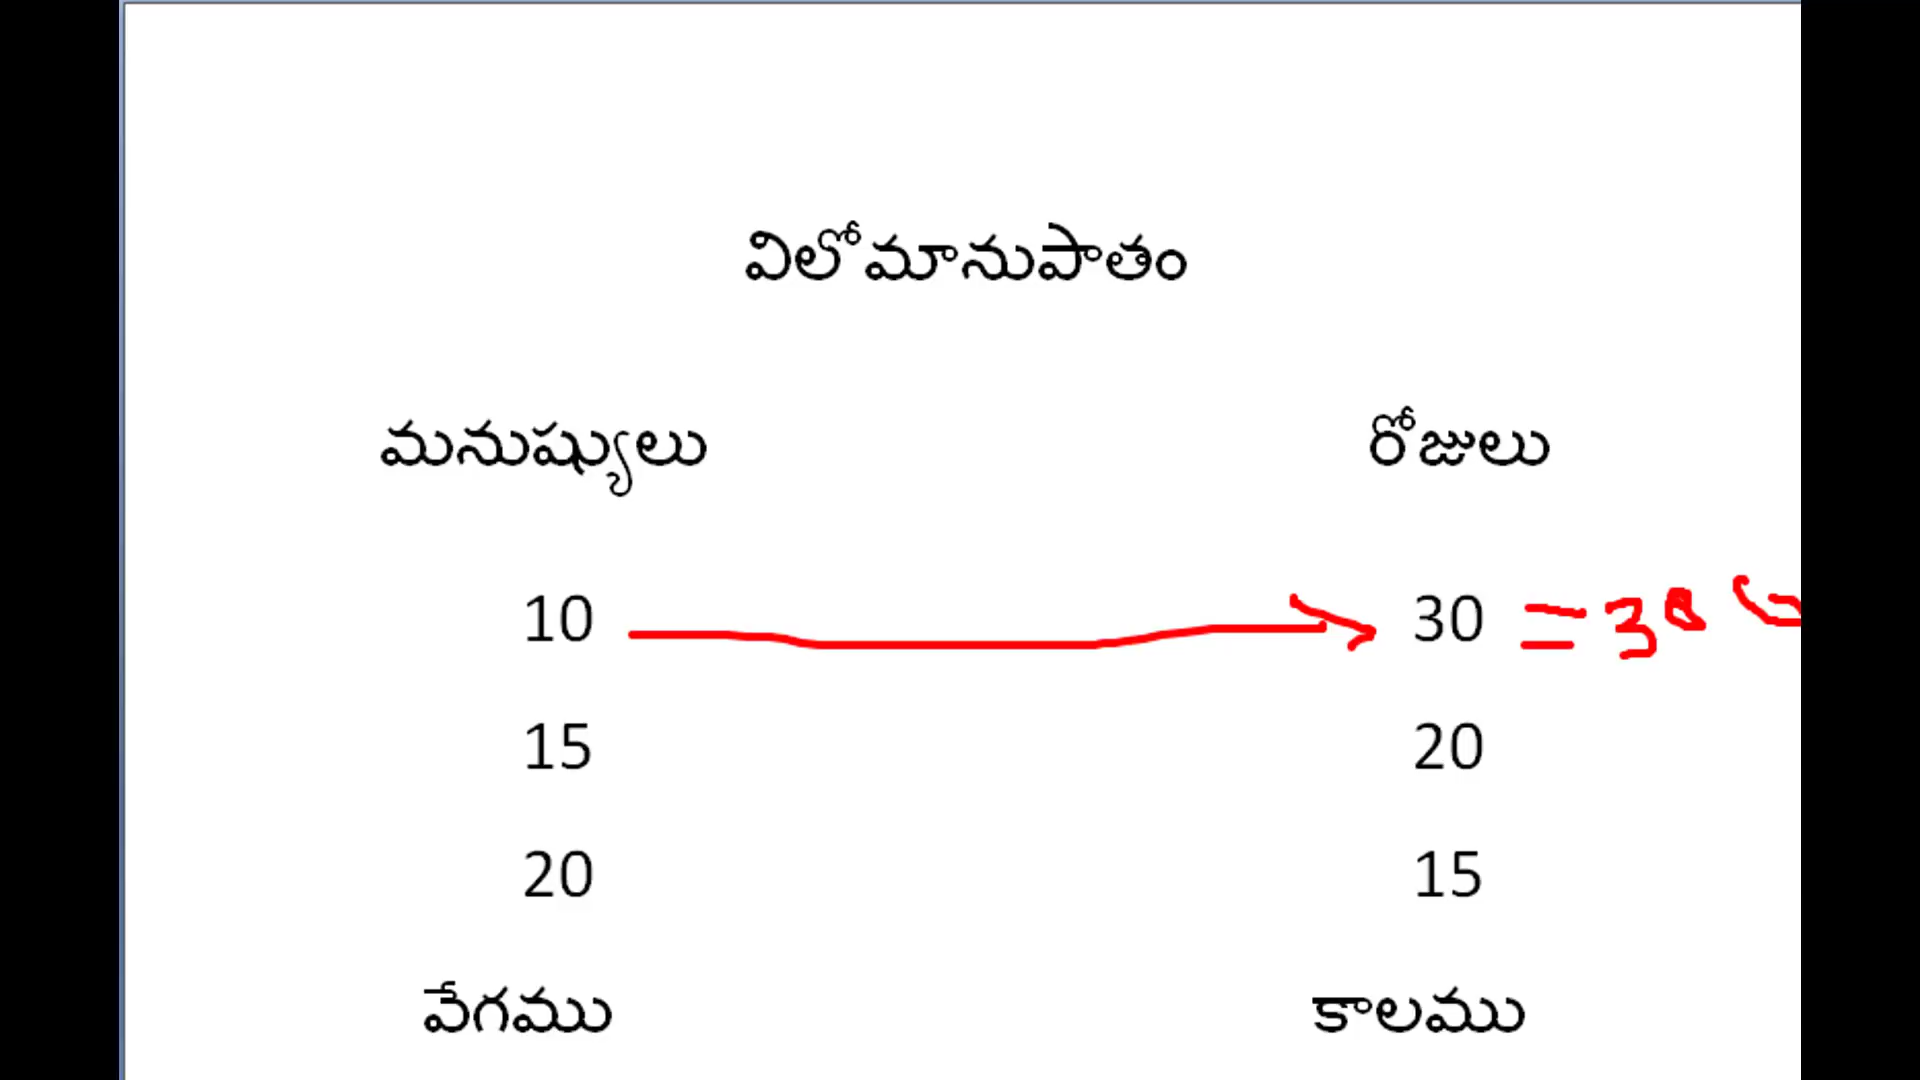 విలోమానుపాతం
మనుష్యులు రోజులు
10 30 =
15 20
20 15
వేగము కాలము